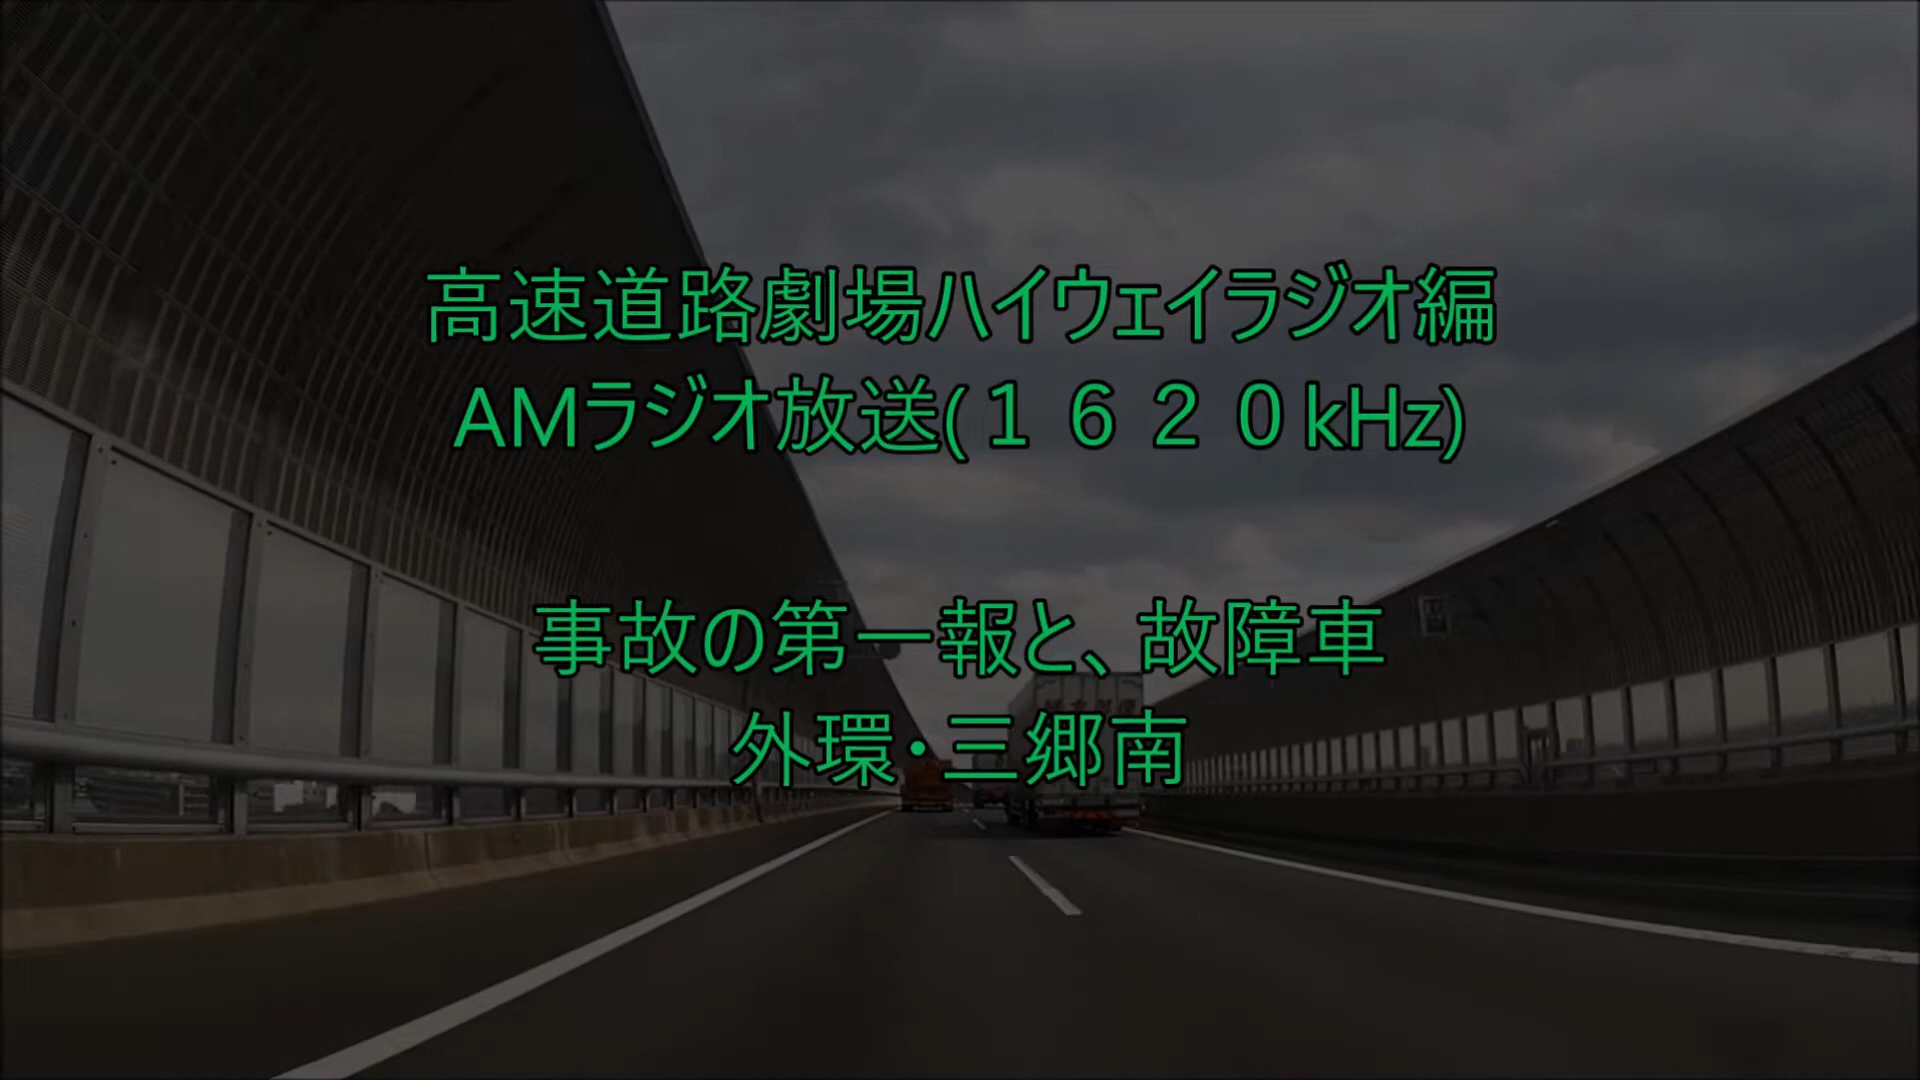 高速道路劇場ハイウェイラジオ編
AMラジオ放送(１６２０kHz)
事故の第一報と、故障車
外環・三郷南